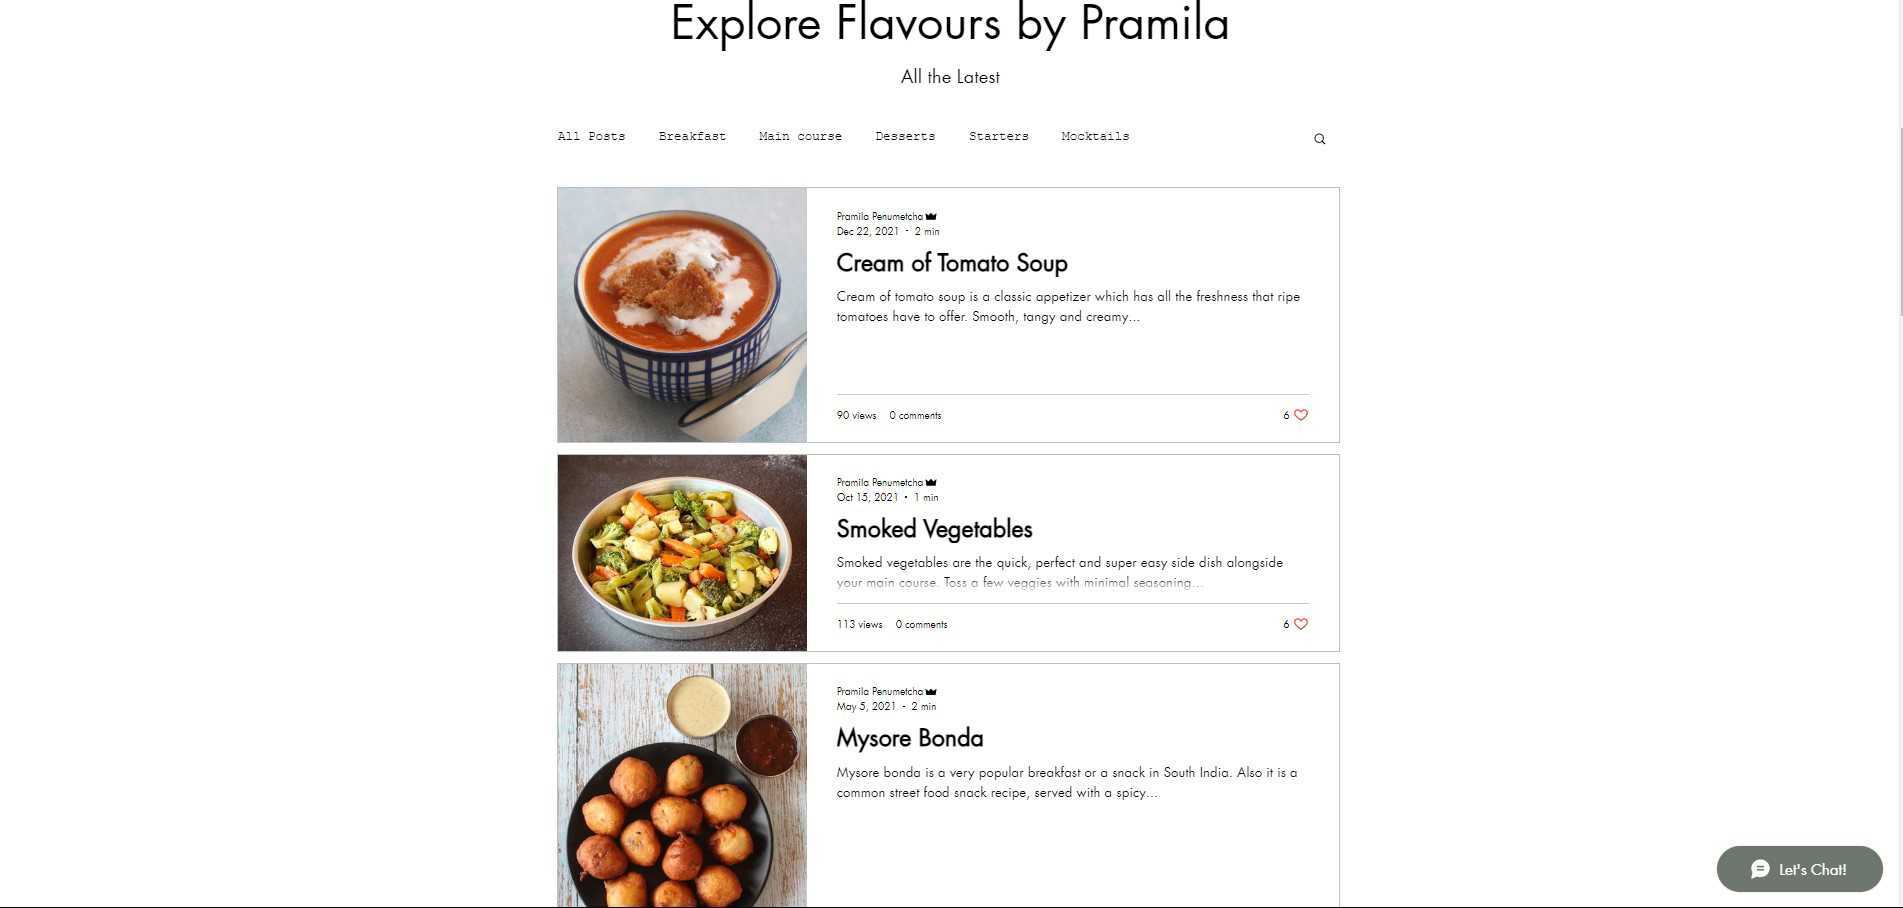 Explore Flavours by Pramila
All the Latest
All Posts Breakfast Main course Desserts Starters Mocktails
Pramila Penumetcha
Dec 22, 2021 · 2 min
Cream of Tomato Soup
Cream of tomato soup is a classic appetizer which has all the freshness that ripe
tomatoes have to offer. Smooth, tangy and creamy...
90 views 0 comments 6
Pramila Penumetcha
Oct 15, 2021 · 1 min
Smoked Vegetables
Smoked vegetables are the quick, perfect and super easy side dish alongside
your main course. Toss a few veggies with minimal seasoning...
113 views 0 comments 6
Pramila Penumetcha
May 5, 2021 · 2 min
Mysore Bonda
Mysore bonda is a very popular breakfast or a snack in South India. Also it is a
common street food snack recipe, served with a spicy...
Let's Chat!